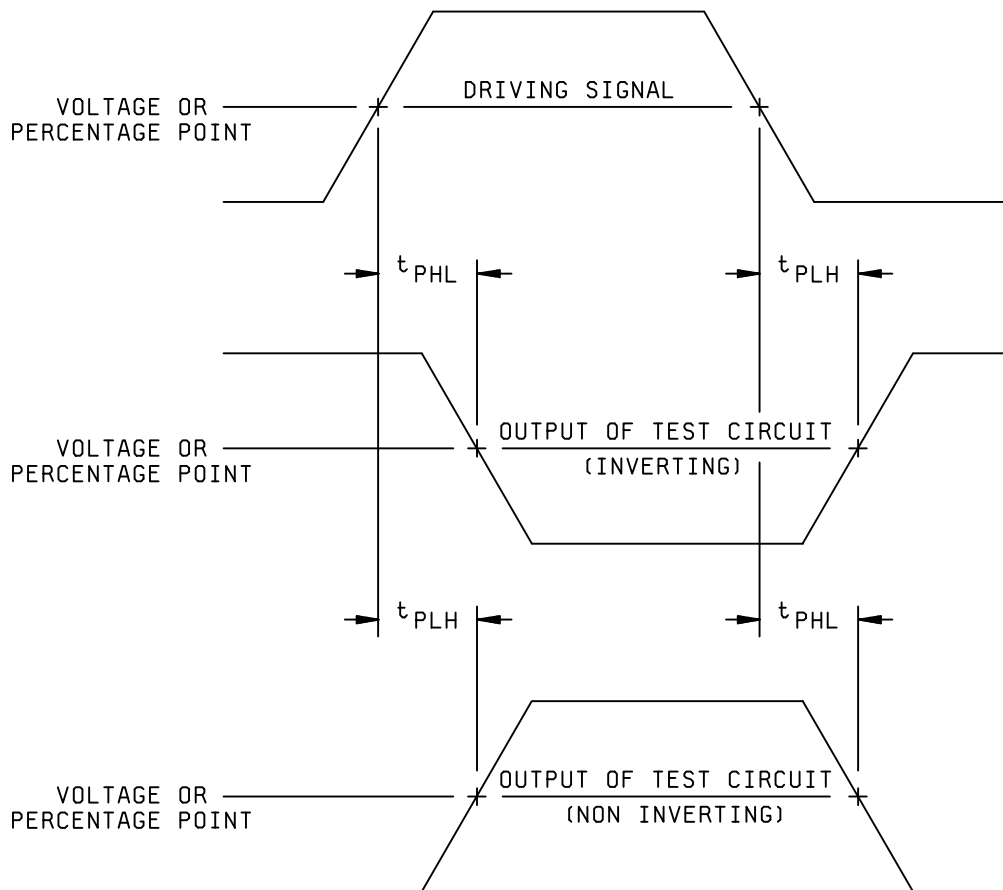 DRIVING SIGNAL
VOLTAGE OR
PERCENTAGE POINT
tPHL
tPLH
OUTPUT OF TEST CIRCUIT
(INVERTING)
VOLTAGE OR
PERCENTAGE POINT
tPLH
tPHL
OUTPUT OF TEST CIRCUIT
(NON INVERTING)
VOLTAGE OR
PERCENTAGE POINT